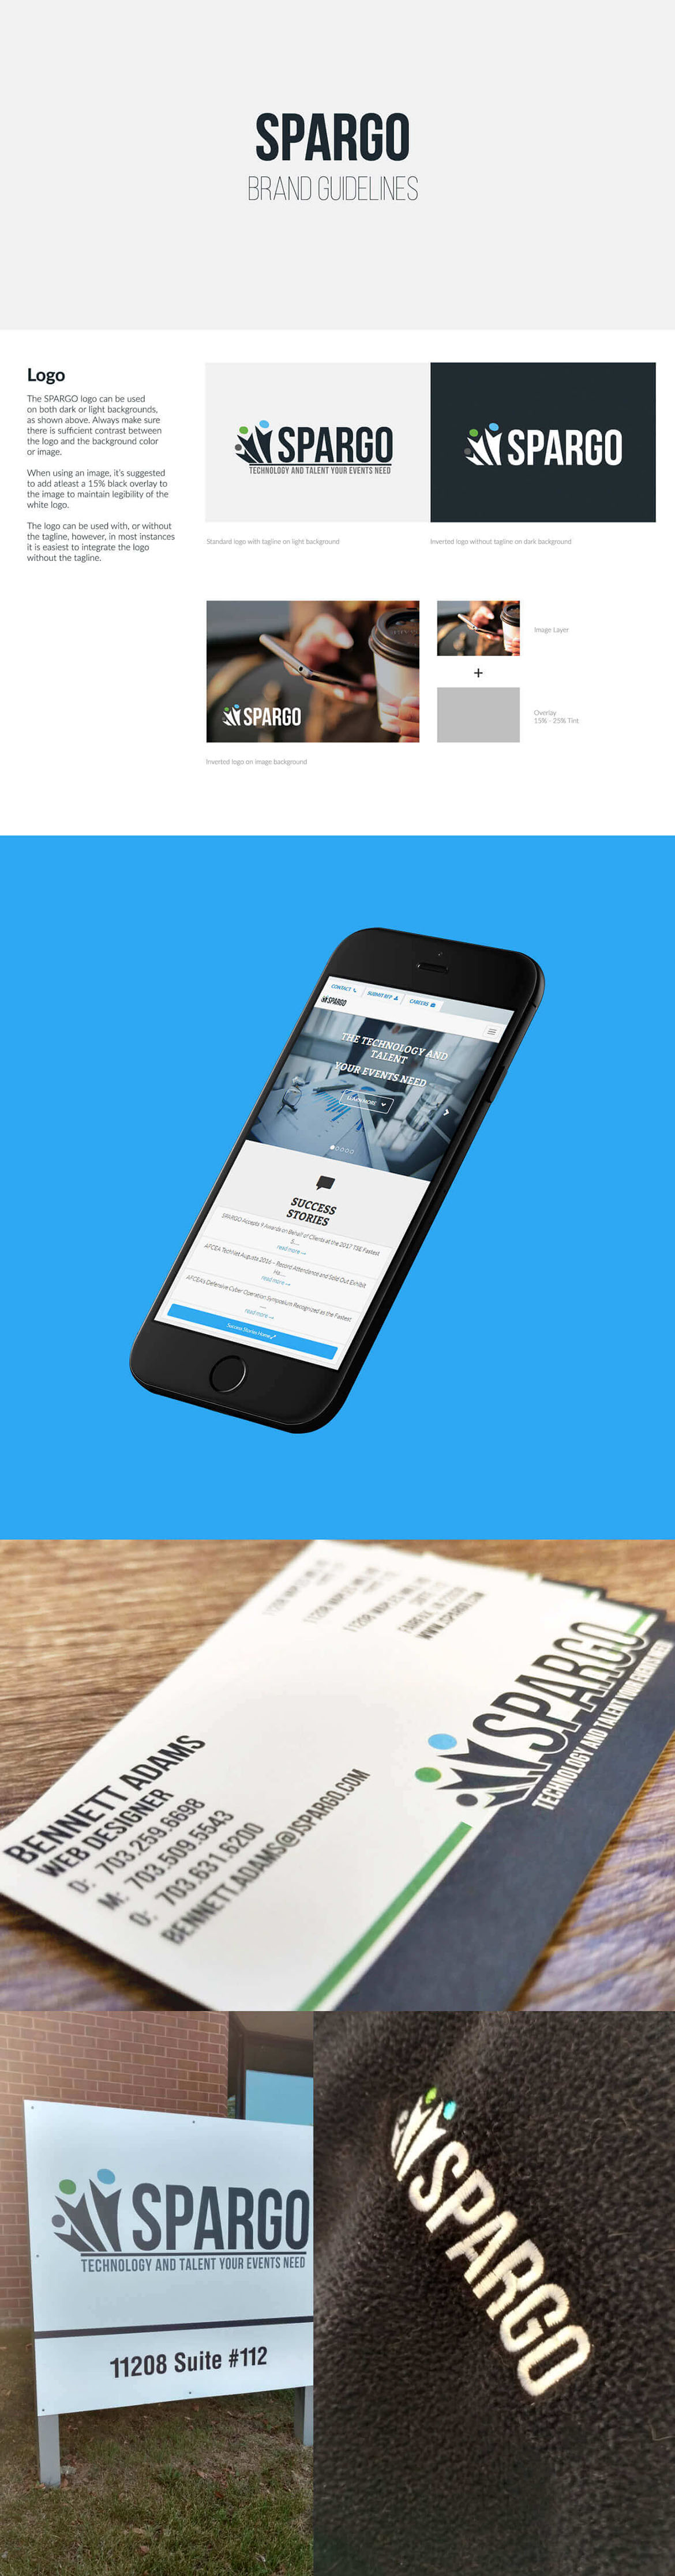 SPARGO
BRAND GUIDELINES
Logo
The SPARGO logo can be used
on both dark or light backgrounds,
as shown above. Always make sure
there is sufficient contrast between
the logo and the background color
or image.
When using an image, it's suggested
to add atleast a 15% black overlay to
the image to maintain legibility of the
white logo.
The logo can be used with, or without
the tagline, however, in most instances
it is easiest to integrate the logo
without the tagline.
SPARGO
TECHNOLOGY AND TALENT YOUR EVENTS NEED
SPARGO
Standard logo with tagline on light background
Inverted logo without tagline on dark background
SPARGO
Image Layer
+
Overlay
15% - 25% Tint
Inverted logo on image background
CONTACT
SUBMIT RFP
CAREERS
SPARGO
THE TECHNOLOGY AND
TALENT
YOUR EVENTS NEED
LEARN MORE
SUCCESS
STORIES
SPARGO Accepts 9 Awards on Behalf of Clients at the 2017 TSE Fastest
5...
read more
AFCEA TechNet Augusta 2016 – Record Attendance and Sold Out Exhibit
Ha...
read more
AFCEA's Defensive Cyber Operation Symposium Recognized as the Fastest
...
read more
Success Stories Home
WWW.SPARGO.COM
SPARGO
TECHNOLOGY AND TALENT YOUR EVENTS NEED
BENNETT ADAMS
WEB DESIGNER
D: 703.259.6698
M: 703.509.5543
O: 703.631.6200
BENNETT.ADAMS@JSPARGO.COM
SPARGO
TECHNOLOGY AND TALENT YOUR EVENTS NEED
11208 Suite #112
SPARGO